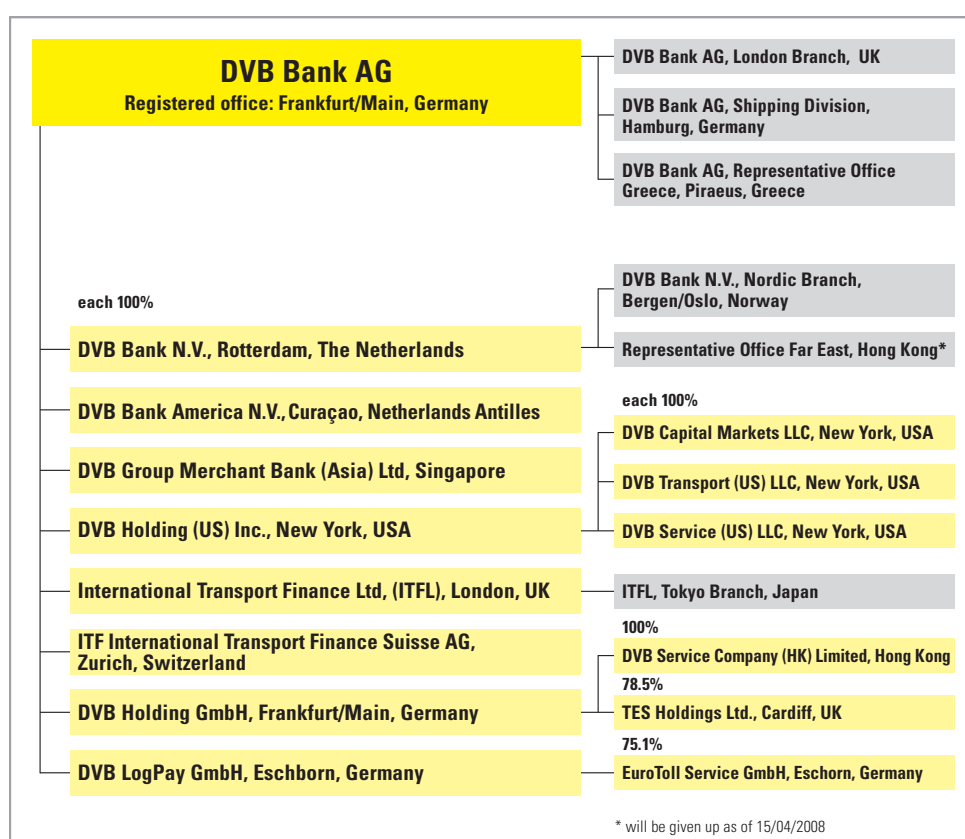 DVB Bank AG
Registered office: Frankfurt/Main, Germany
DVB Bank AG, London Branch, UK
DVB Bank AG, Shipping Division,
Hamburg, Germany
DVB Bank AG, Representative Office
Greece, Piraeus, Greece
each 100%
DVB Bank N.V., Rotterdam, The Netherlands
DVB Bank N.V., Nordic Branch,
Bergen/Oslo, Norway
Representative Office Far East, Hong Kong*
DVB Bank America N.V., Curaçao, Netherlands Antilles
DVB Group Merchant Bank (Asia) Ltd, Singapore
DVB Holding (US) Inc., New York, USA
each 100%
DVB Capital Markets LLC, New York, USA
DVB Transport (US) LLC, New York, USA
DVB Service (US) LLC, New York, USA
International Transport Finance Ltd, (ITFL), London, UK
ITFL, Tokyo Branch, Japan
ITF International Transport Finance Suisse AG,
Zurich, Switzerland
DVB Holding GmbH, Frankfurt/Main, Germany
100%
DVB Service Company (HK) Limited, Hong Kong
78.5%
TES Holdings Ltd., Cardiff, UK
DVB LogPay GmbH, Eschborn, Germany
75.1%
EuroToll Service GmbH, Eschorn, Germany
* will be given up as of 15/04/2008